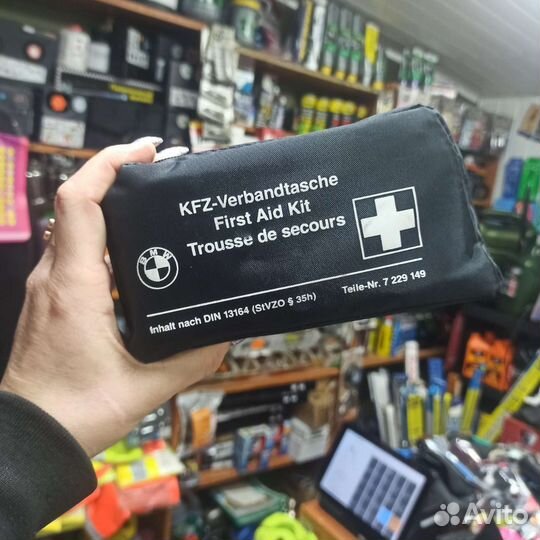 KFZ-Verbandtasche
First Aid Kit
Trousse de secours
BMW
Inhalt nach DIN 13164 (StVZO § 35h)
Teile-Nr. 7 229 149
Avito